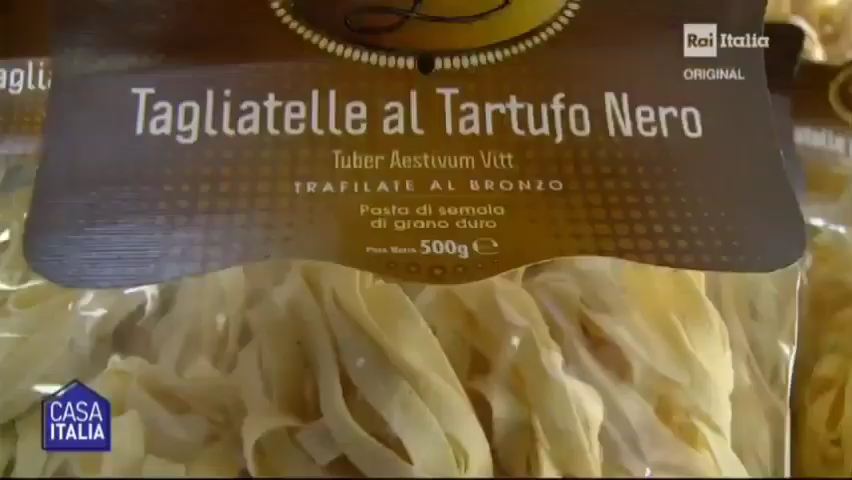 Rai Italia
ORIGINAL
Tagliatelle al Tartufo Nero
Tuber Aestivum Vitt
TRAFILATE AL BRONZO
Pasta di semola
di grano duro
500g e
CASA
ITALIA